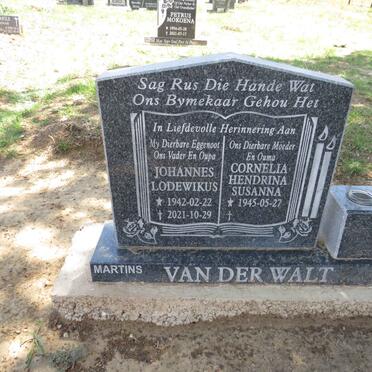 PETRUS
MOKOENA
Sag Rus Die Hande Wat
Ons Bymekaar Gehou Het
In Liefdevolle Herinnering Aan
My Dierbare Eggenoot
Ons Vader En Oupa
JOHANNES
LODEWIKUS
★ 1942-02-22
† 2021-10-29
Ons Dierbare Moeder
En Ouma
CORNELIA
HENDRINA
SUSANNA
★ 1945-05-27
†
MARTINS
VAN DER WALT